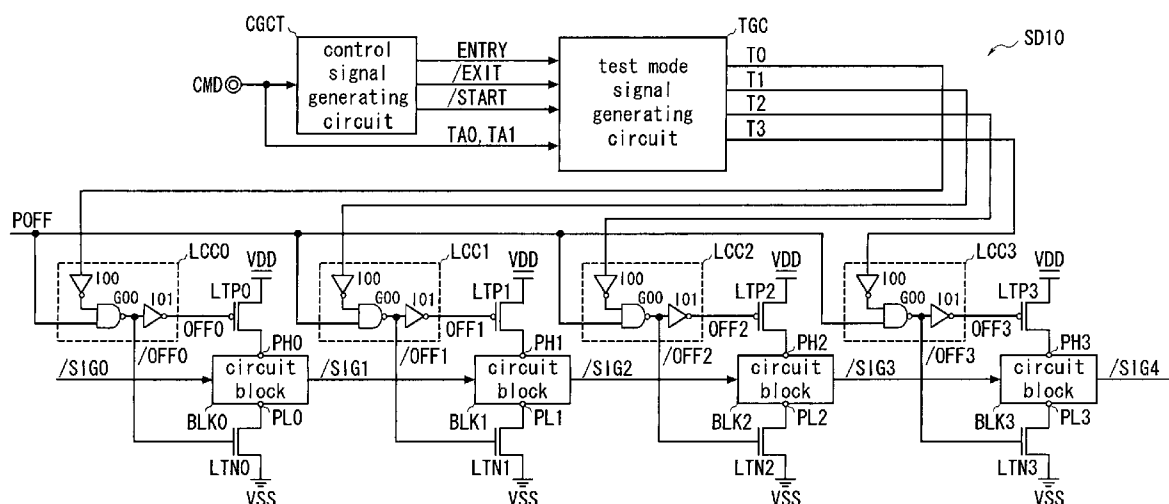 CGCT
TGC
SD10
control
signal
generating
circuit
ENTRY
/EXIT
/START
test mode
signal
generating
circuit
T0
T1
T2
T3
CMD
TA0, TA1
POFF
LCC0
LCC1
LCC2
LCC3
VDD
VDD
VDD
VDD
I00
I00
I00
I00
LTP0
LTP1
LTP2
LTP3
G00
I01
G00
I01
G00
I01
G00
I01
OFF0
OFF1
OFF2
OFF3
/OFF0
/OFF1
/OFF2
/OFF3
PH0
PH1
PH2
PH3
/SIG0
circuit
block
/SIG1
circuit
block
/SIG2
circuit
block
/SIG3
circuit
block
/SIG4
BLK0
PL0
BLK1
PL1
BLK2
PL2
BLK3
PL3
LTN0
LTN1
LTN2
LTN3
VSS
VSS
VSS
VSS